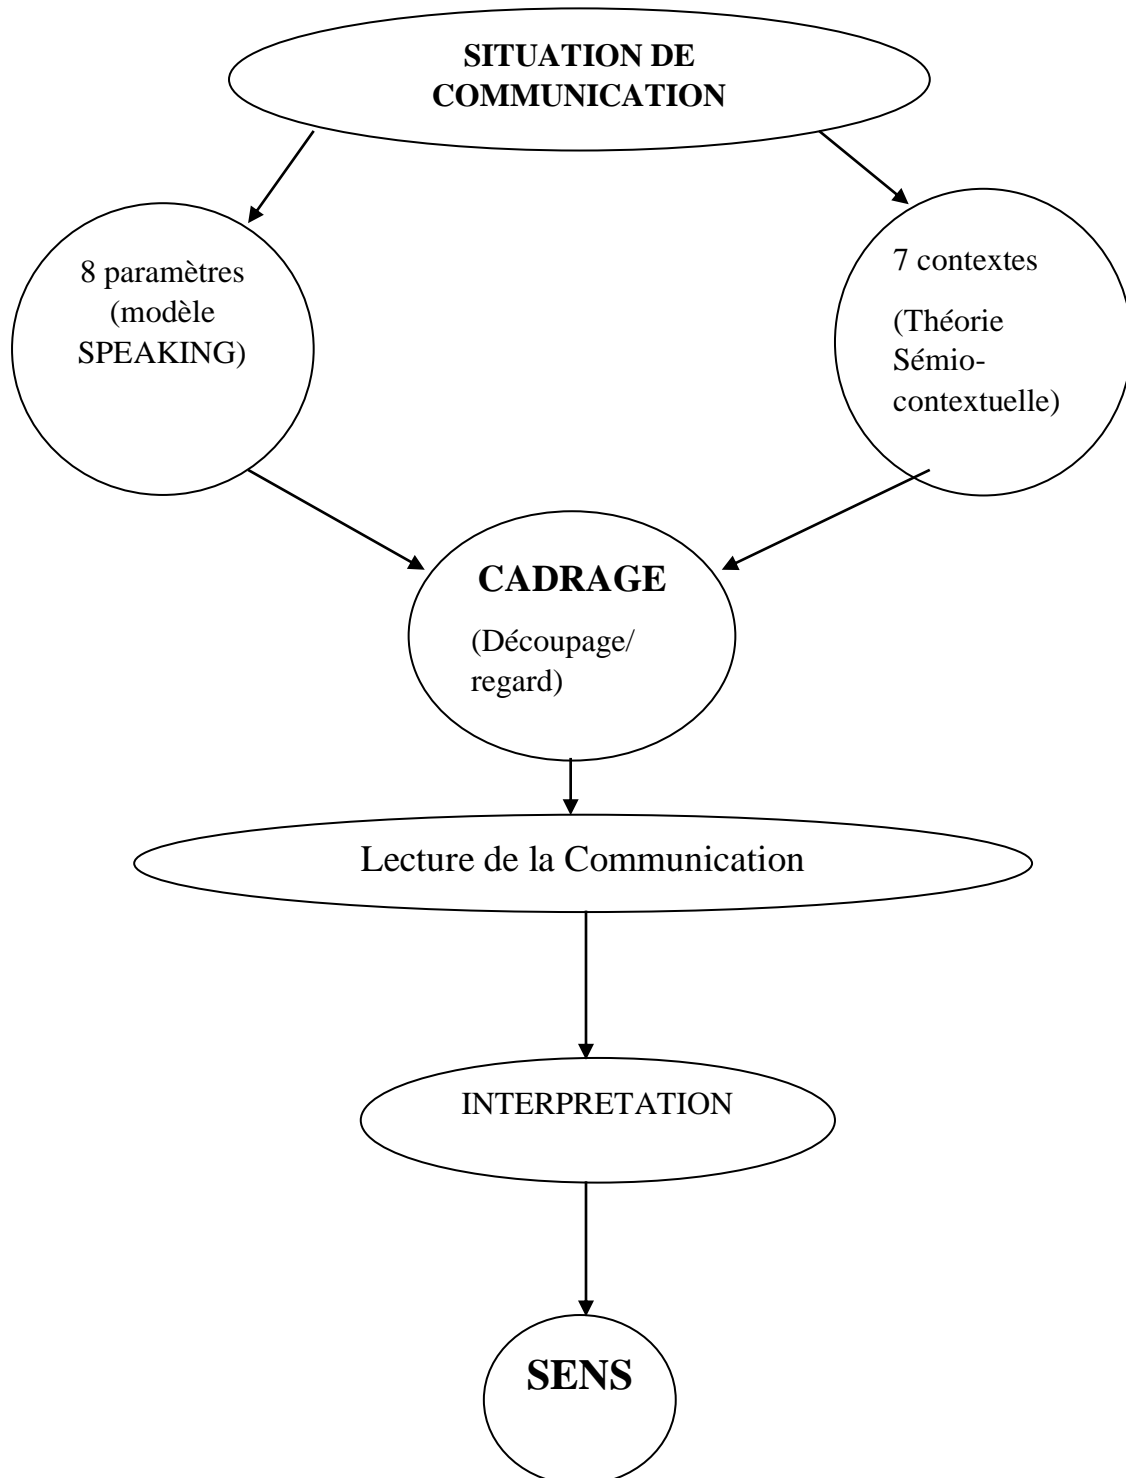 SITUATION DE
COMMUNICATION
8 paramètres
(modèle
SPEAKING)
7 contextes
(Théorie
Sémio-
contextuelle)
CADRAGE
(Découpage/
regard)
Lecture de la Communication
INTERPRETATION
SENS